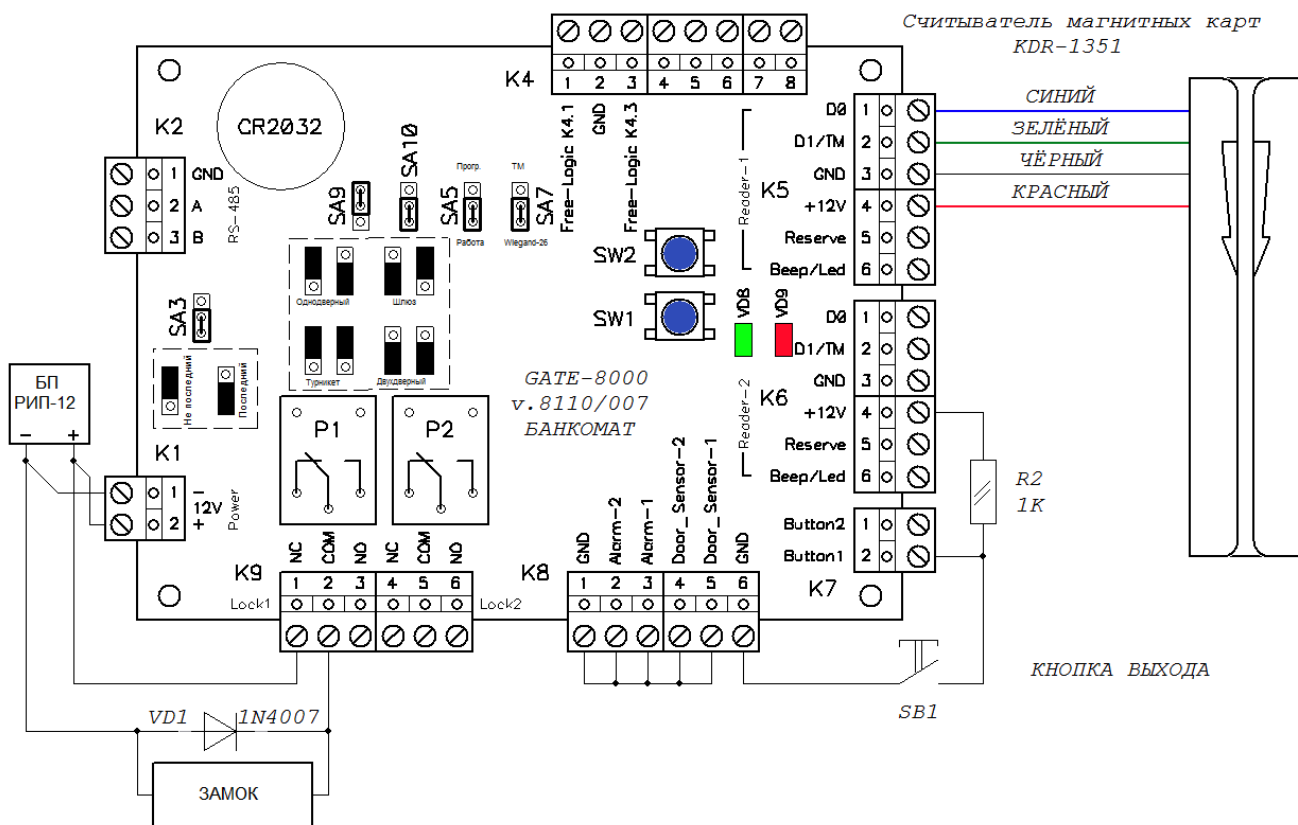 Считыватель магнитных карт
KDR-1351
K4
1 2 3 4 5 6 7 8
Free-Logic K4.1
GND
Free-Logic K4.3
CR2032
K2
1 GND
2 A
3 B
RS-485
SA9
SA10
SA5
Прогр.
Работа
SA7
TM
Wiegand-26
SA3
Однодверный
Шлюз
Турникет
Двухдверный
Не последний
Последний
SW2
SW1
VD8
VD9
GATE-8000
v.8110/007
БАНКОМАТ
Reader-1
K5
D0 1
D1/TM 2
GND 3
+12V 4
Reserve 5
Beep/Led 6
СИНИЙ
ЗЕЛЁНЫЙ
ЧЁРНЫЙ
КРАСНЫЙ
Reader-2
K6
D0 1
D1/TM 2
GND 3
+12V 4
Reserve 5
Beep/Led 6
R2
1K
Button2 1
Button1 2
K7
БП
РИП-12
– +
K1
1 –
12V
2 +
Power
P1
P2
K9
NC COM NO NC COM NO
1 2 3 4 5 6
Lock1
Lock2
K8
GND
Alarm-2
Alarm-1
Door_Sensor-2
Door_Sensor-1
GND
1 2 3 4 5 6
SB1
КНОПКА ВЫХОДА
VD1 1N4007
ЗАМОК